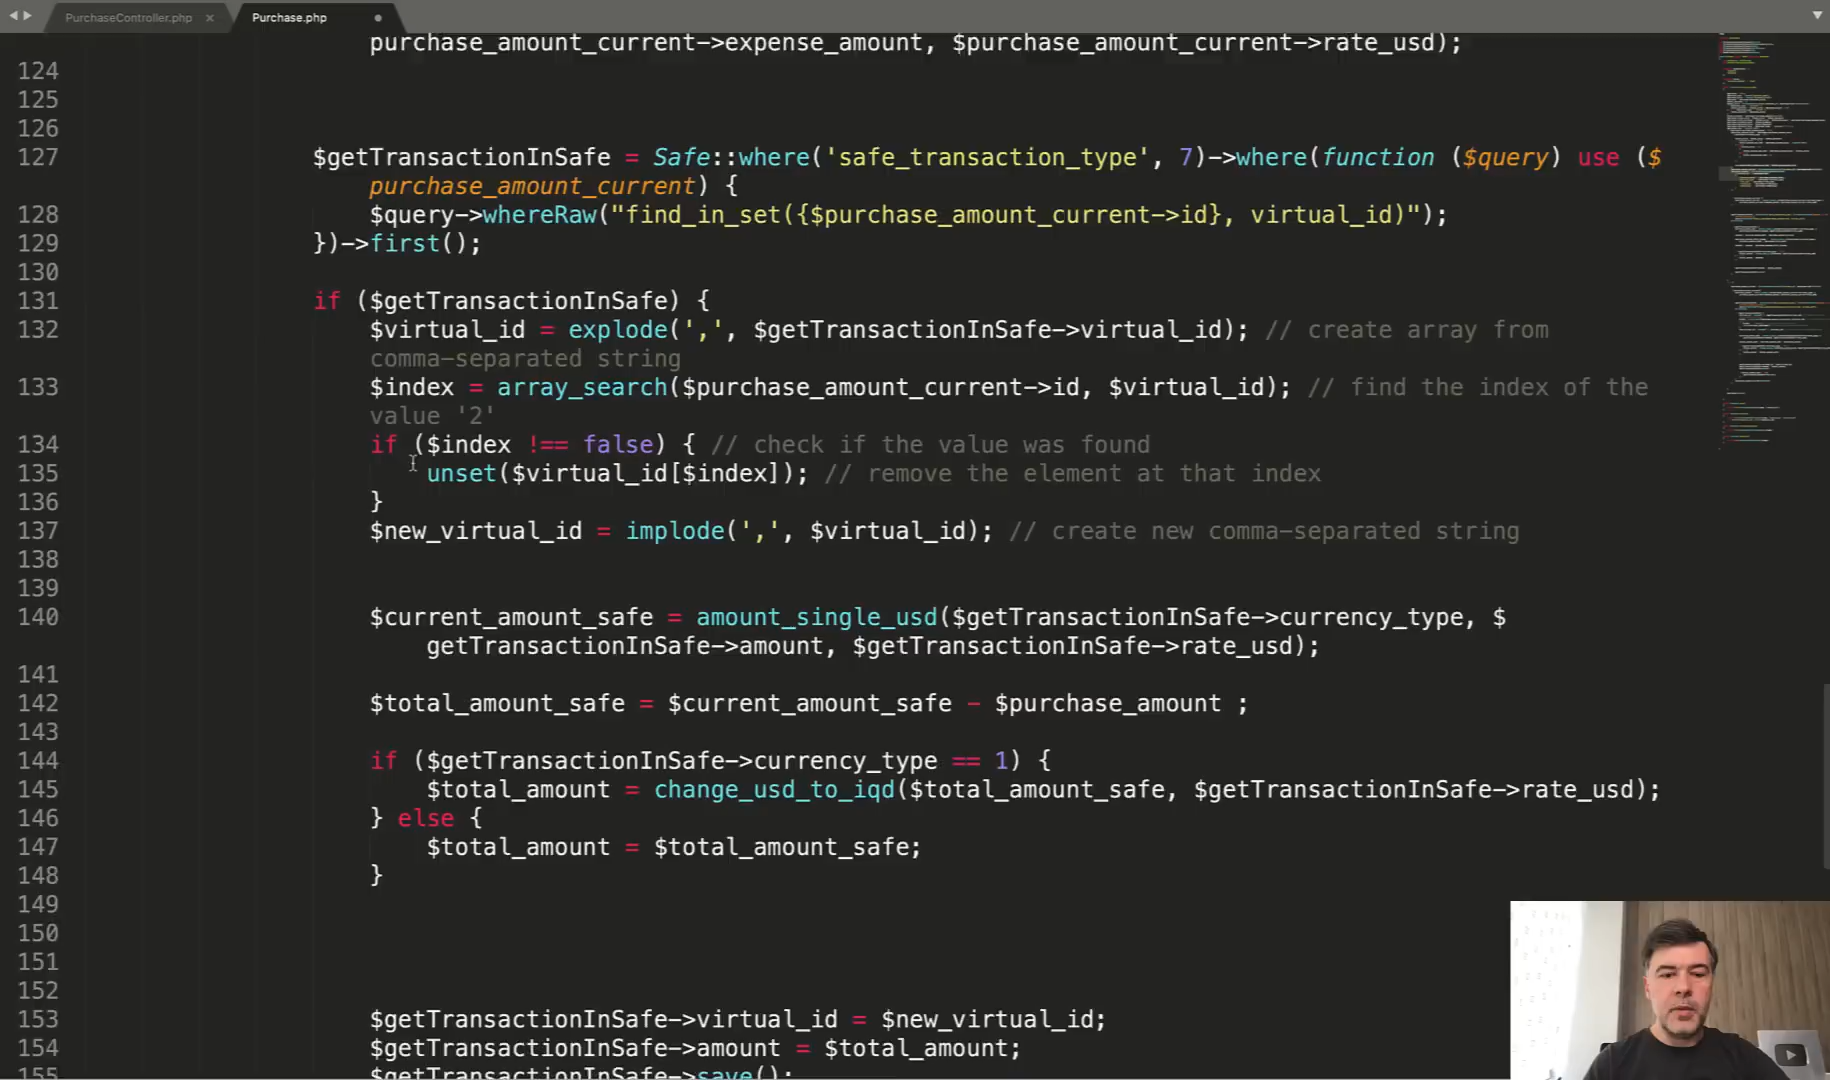 PurchaseController.php
Purchase.php
purchase_amount_current->expense_amount, $purchase_amount_current->rate_usd);
124
125
126
127 $getTransactionInSafe = Safe::where('safe_transaction_type', 7)->where(function ($query) use ($
purchase_amount_current) {
128 $query->whereRaw("find_in_set({$purchase_amount_current->id}, virtual_id)");
129 })->first();
130
131 if ($getTransactionInSafe) {
132 $virtual_id = explode(',', $getTransactionInSafe->virtual_id); // create array from
comma-separated string
133 $index = array_search($purchase_amount_current->id, $virtual_id); // find the index of the
value '2'
134 if ($index !== false) { // check if the value was found
135 unset($virtual_id[$index]); // remove the element at that index
136 }
137 $new_virtual_id = implode(',', $virtual_id); // create new comma-separated string
138
139
140 $current_amount_safe = amount_single_usd($getTransactionInSafe->currency_type, $
getTransactionInSafe->amount, $getTransactionInSafe->rate_usd);
141
142 $total_amount_safe = $current_amount_safe - $purchase_amount ;
143
144 if ($getTransactionInSafe->currency_type == 1) {
145 $total_amount = change_usd_to_iqd($total_amount_safe, $getTransactionInSafe->rate_usd);
146 } else {
147 $total_amount = $total_amount_safe;
148 }
149
150
151
152
153 $getTransactionInSafe->virtual_id = $new_virtual_id;
154 $getTransactionInSafe->amount = $total_amount;
155 $getTransactionInSafe->save();